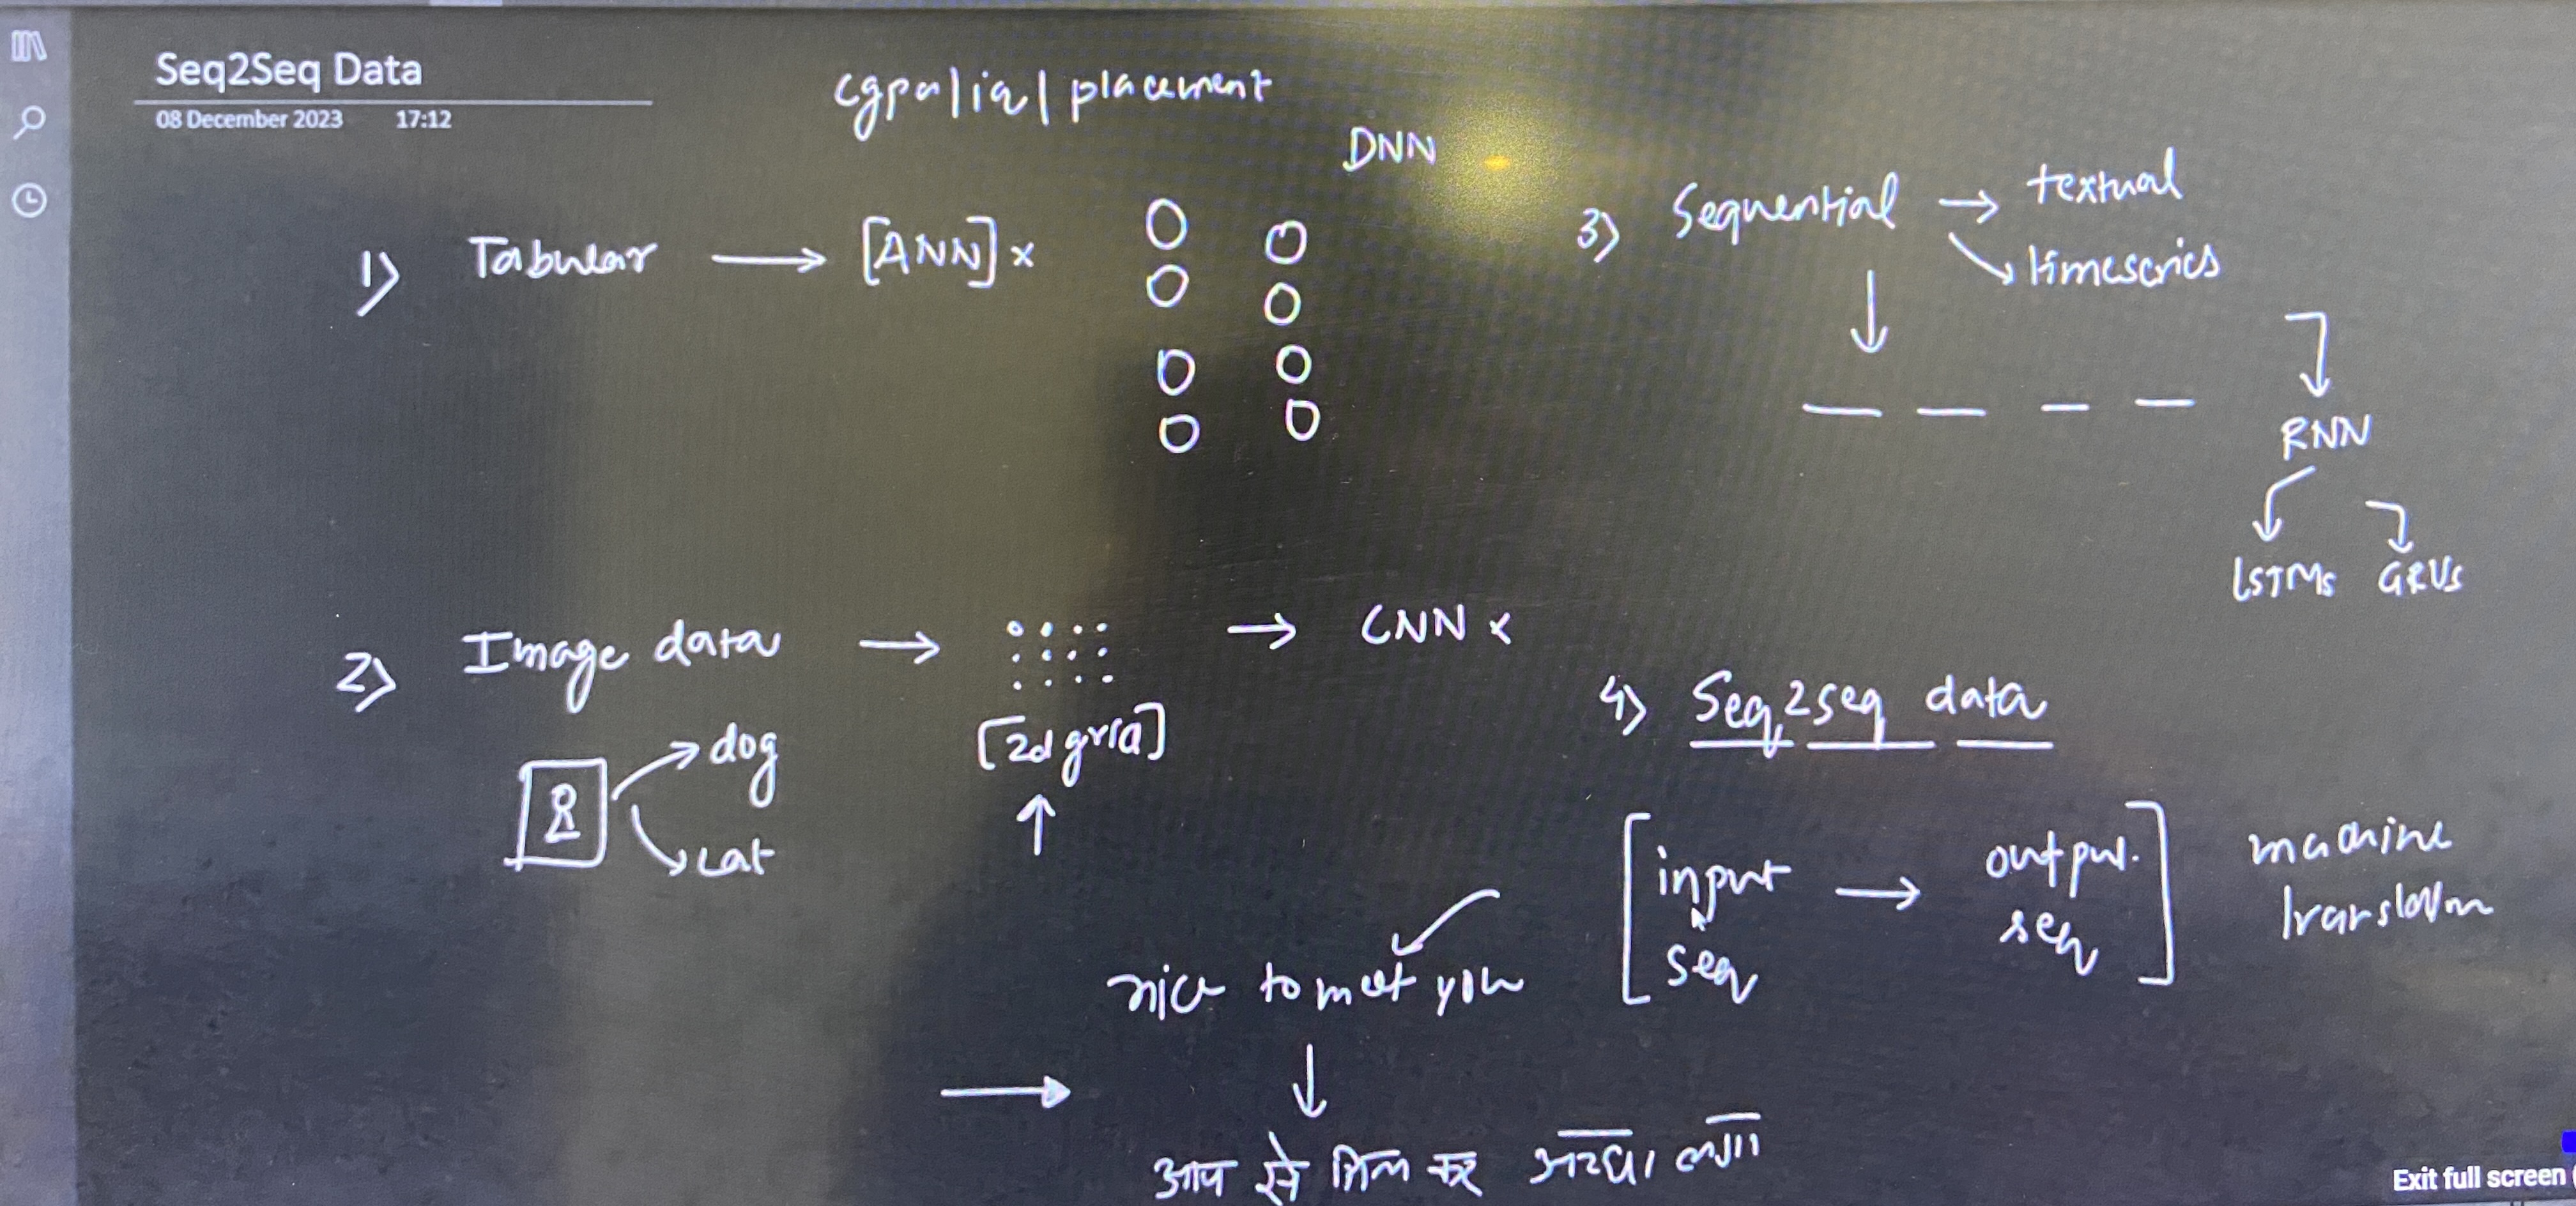 Seq2Seq Data
08 December 2023 17:12
cgpa | iq | placement
DNN
1) Tabular → [ANN] x
2) Image data → → CNN x
[2d grid]
dog
cat
3) Sequential → textual
timeseries
RNN
LSTMs GRUs
4) Seq2seq data
input → output
seq seq
machine
translation
nice to meet you
आप से मिल कर अच्छा लगा
Exit full screen